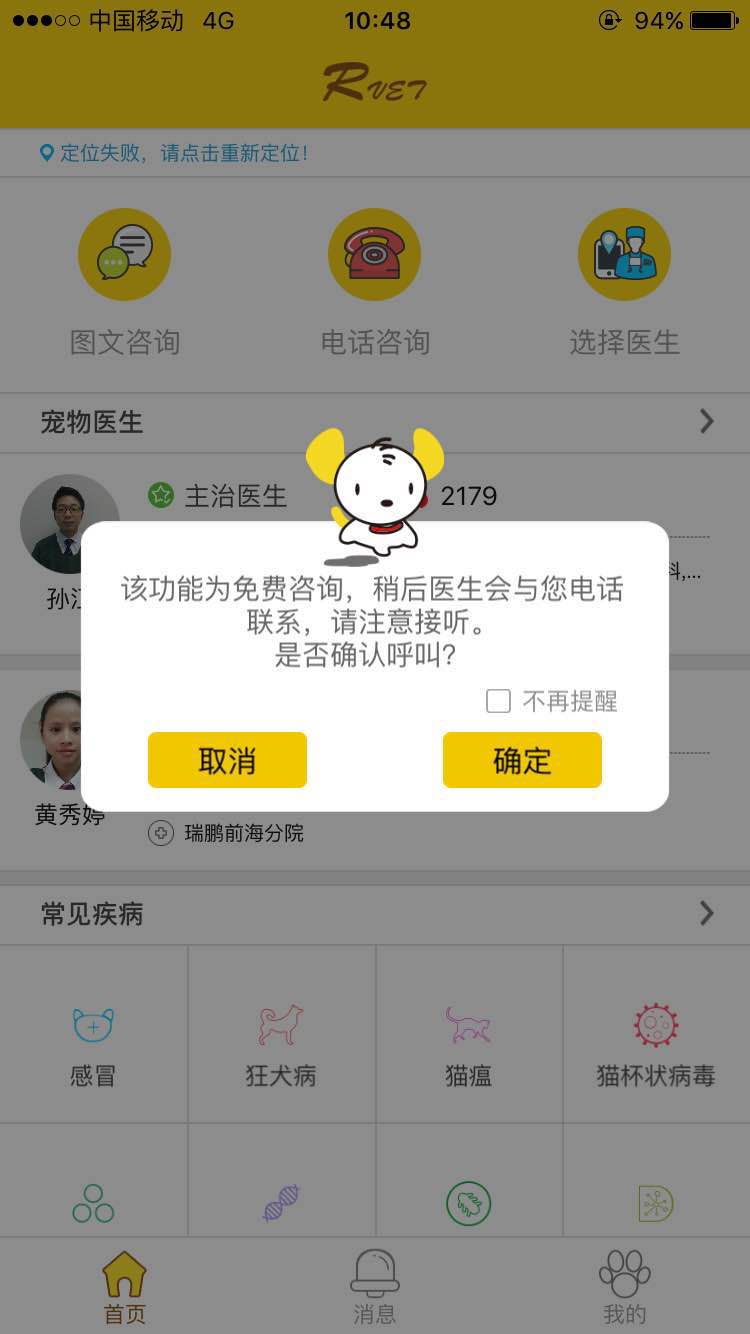 中国移动 4G 10:48 94%
RVET
定位失败，请点击重新定位！
图文咨询 电话咨询 选择医生
宠物医生
主治医生 2179
科,...
孙
该功能为免费咨询，稍后医生会与您电话
联系，请注意接听。
是否确认呼叫？
不再提醒
取消 确定
黄秀婷
瑞鹏前海分院
常见疾病
感冒 狂犬病 猫瘟 猫杯状病毒
首页 消息 我的